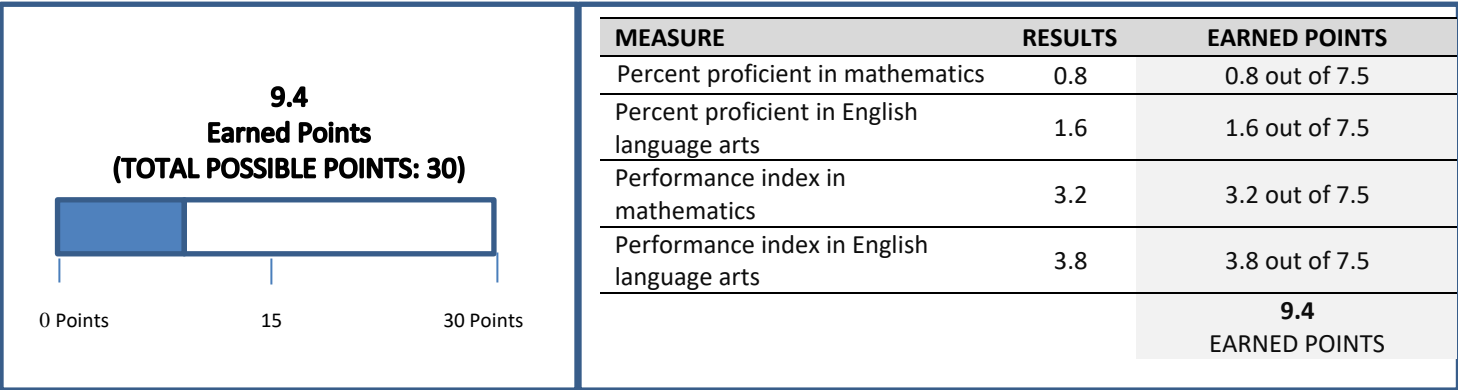 9.4
Earned Points
(TOTAL POSSIBLE POINTS: 30)
0 Points 15 30 Points
MEASURE RESULTS EARNED POINTS
Percent proficient in mathematics 0.8 0.8 out of 7.5
Percent proficient in English
language arts 1.6 1.6 out of 7.5
Performance index in
mathematics 3.2 3.2 out of 7.5
Performance index in English
language arts 3.8 3.8 out of 7.5
9.4
EARNED POINTS